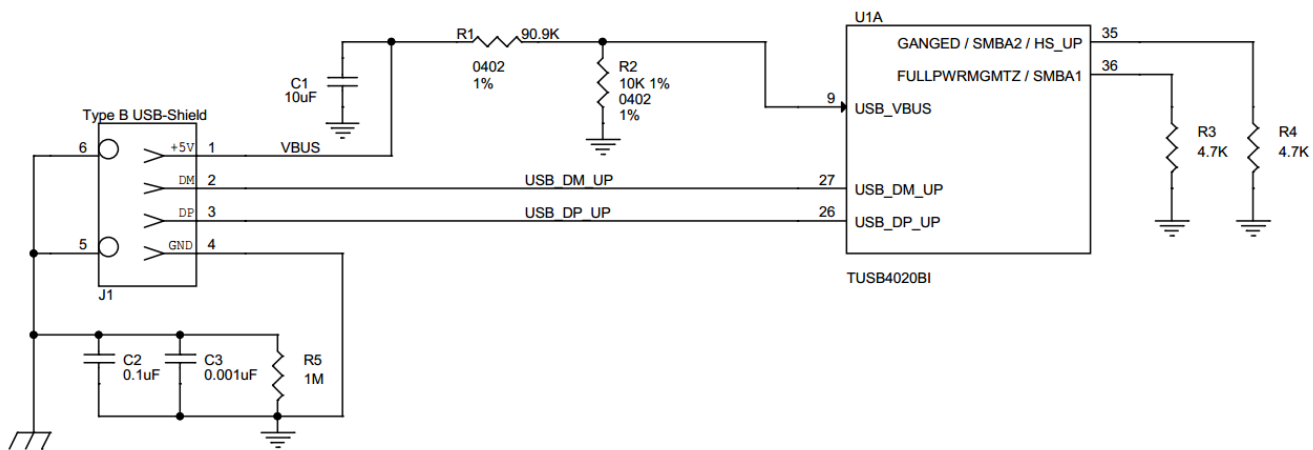 U1A
R1
90.9K
0402
1%
R2
10K 1%
0402
1%
C1
10uF
GANGED / SMBA2 / HS_UP
35
FULLPWRMGMTZ / SMBA1
36
9
USB_VBUS
R3
4.7K
R4
4.7K
Type B USB-Shield
6
+5V
1
VBUS
DM
2
USB_DM_UP
27
USB_DM_UP
DP
3
USB_DP_UP
26
USB_DP_UP
5
GND
4
J1
TUSB4020BI
C2
0.1uF
C3
0.001uF
R5
1M